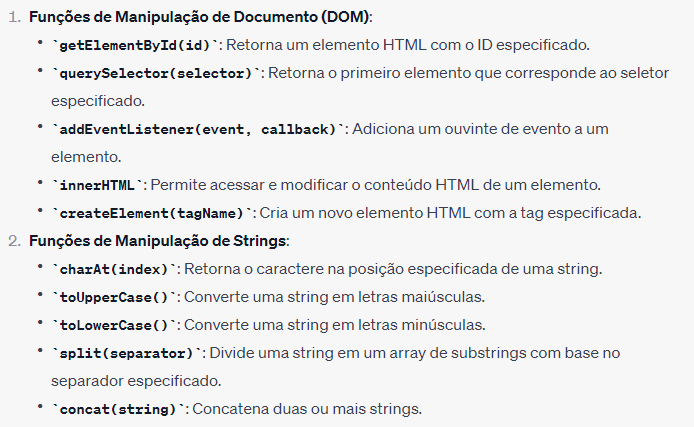 1. Funções de Manipulação de Documento (DOM):
• `getElementById(id)`: Retorna um elemento HTML com o ID especificado.
• `querySelector(selector)`: Retorna o primeiro elemento que corresponde ao seletor
especificado.
• `addEventListener(event, callback)`: Adiciona um ouvinte de evento a um
elemento.
• `innerHTML`: Permite acessar e modificar o conteúdo HTML de um elemento.
• `createElement(tagName)`: Cria um novo elemento HTML com a tag especificada.
2. Funções de Manipulação de Strings:
• `charAt(index)`: Retorna o caractere na posição especificada de uma string.
• `toUpperCase()`: Converte uma string em letras maiúsculas.
• `toLowerCase()`: Converte uma string em letras minúsculas.
• `split(separator)`: Divide uma string em um array de substrings com base no
separador especificado.
• `concat(string)`: Concatena duas ou mais strings.